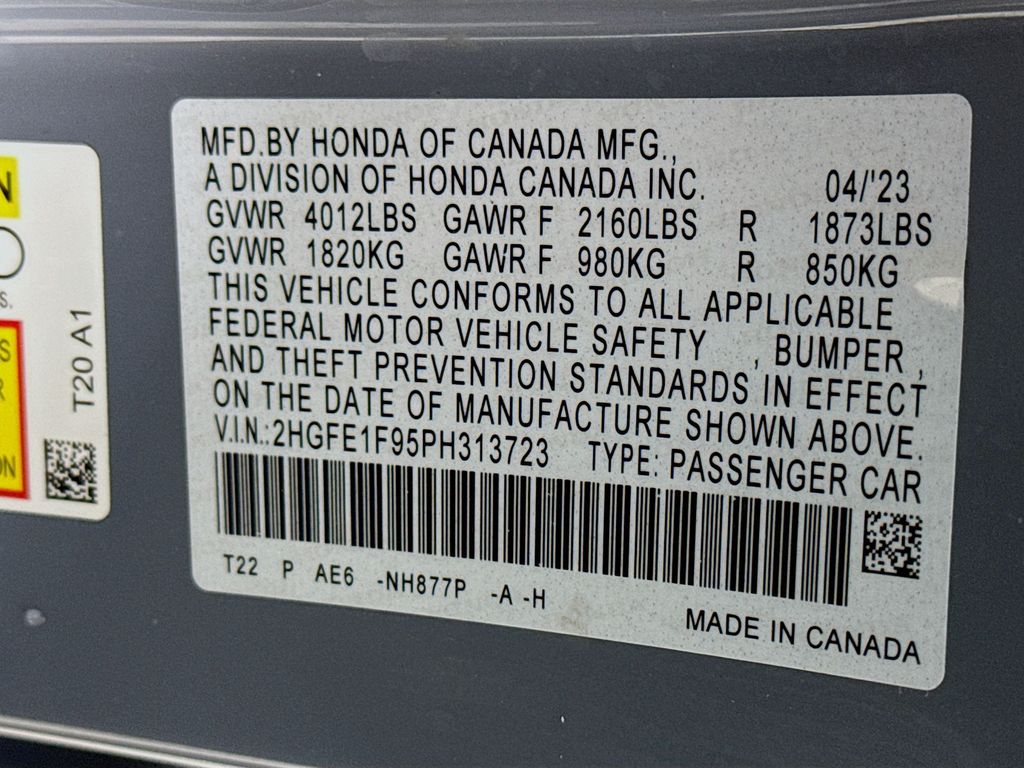 MFD.BY HONDA OF CANADA MFG.,
A DIVISION OF HONDA CANADA INC. 04/'23
GVWR 4012LBS GAWR F 2160LBS R 1873LBS
GVWR 1820KG GAWR F 980KG R 850KG
THIS VEHICLE CONFORMS TO ALL APPLICABLE
FEDERAL MOTOR VEHICLE SAFETY , BUMPER ,
AND THEFT PREVENTION STANDARDS IN EFFECT
ON THE DATE OF MANUFACTURE SHOWN ABOVE.
V.I.N.:2HGFE1F95PH313723 TYPE: PASSENGER CAR
T22 P AE6 -NH877P -A -H
MADE IN CANADA
T20 A1